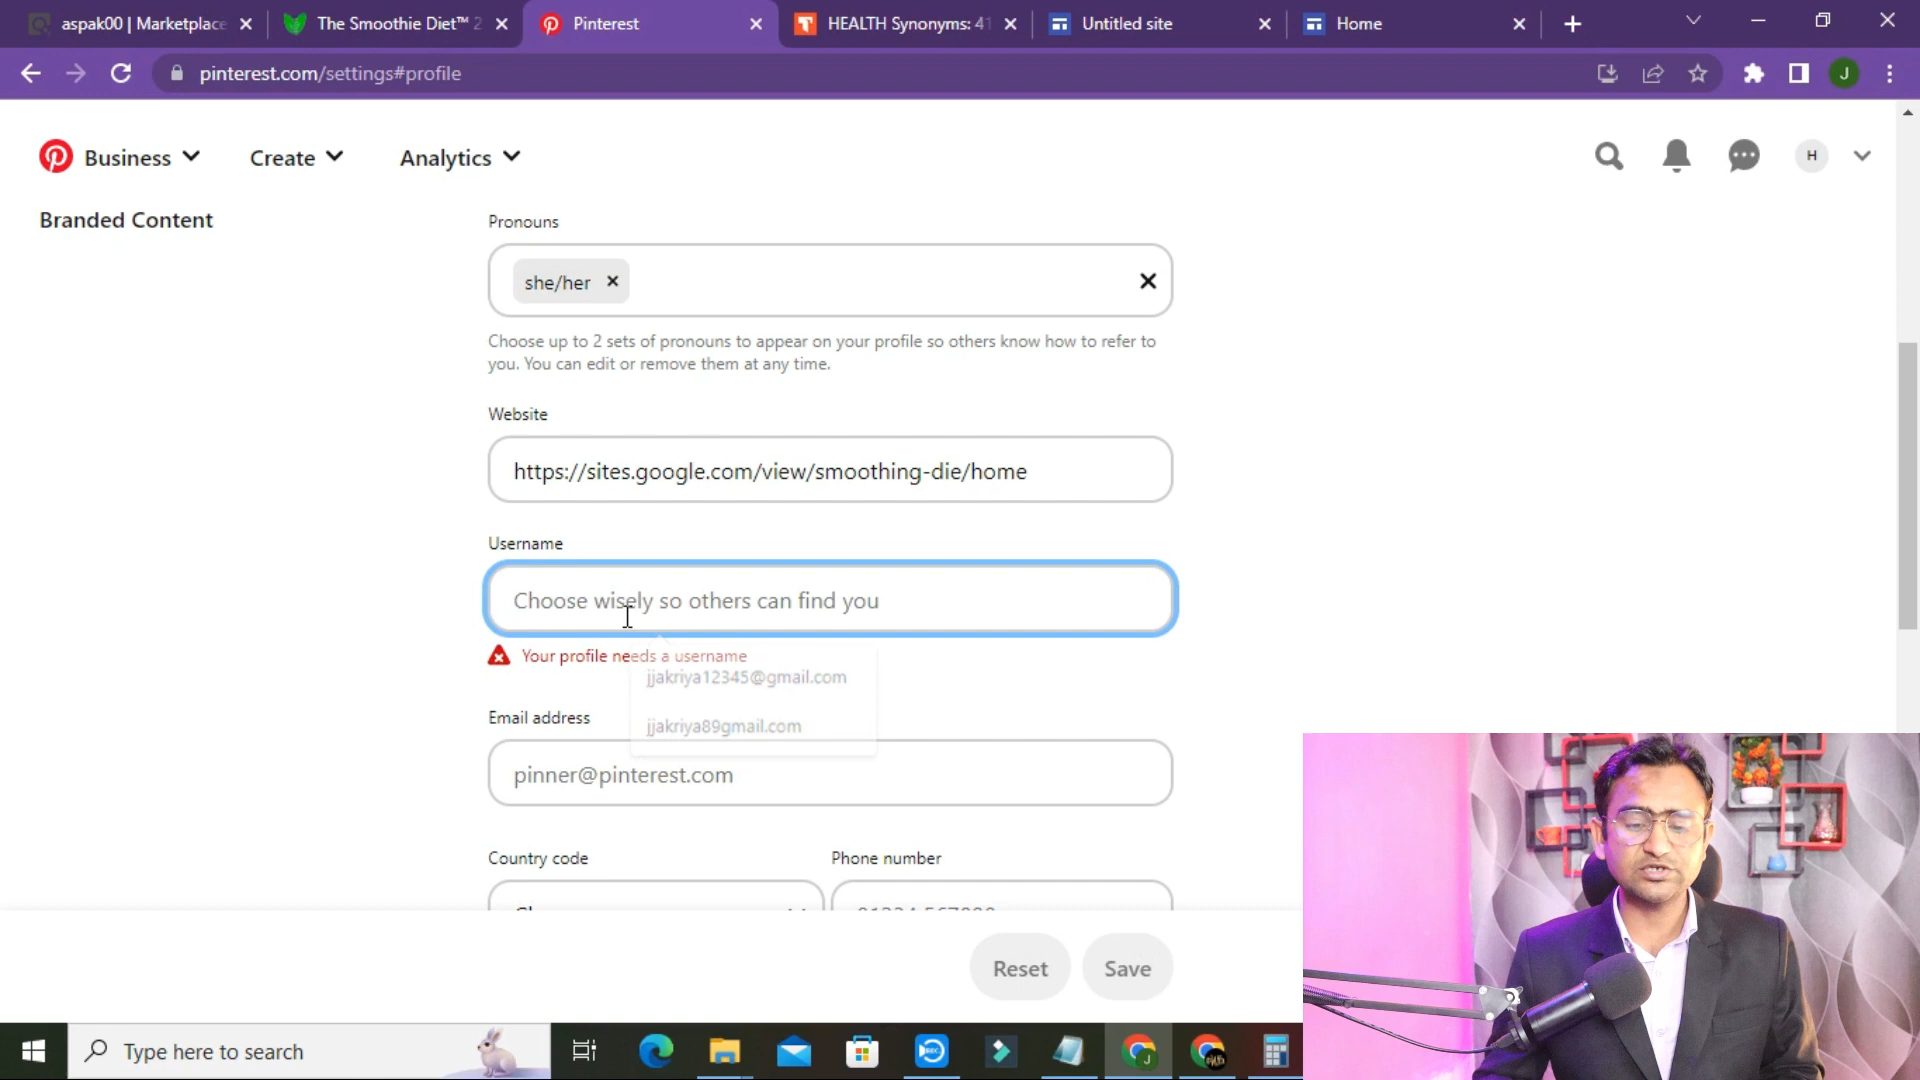 aspak00 | Marketplace
The Smoothie Diet™ 2
Pinterest
HEALTH Synonyms: 41
Untitled site
Home
pinterest.com/settings#profile
J
Business
Create
Analytics
H
Branded Content
Pronouns
she/her
Choose up to 2 sets of pronouns to appear on your profile so others know how to refer to
you. You can edit or remove them at any time.
Website
https://sites.google.com/view/smoothing-die/home
Username
Choose wisely so others can find you
Your profile needs a username
jjakriya12345@gmail.com
jjakriya89gmail.com
Email address
pinner@pinterest.com
Country code
Phone number
Reset
Save
Type here to search